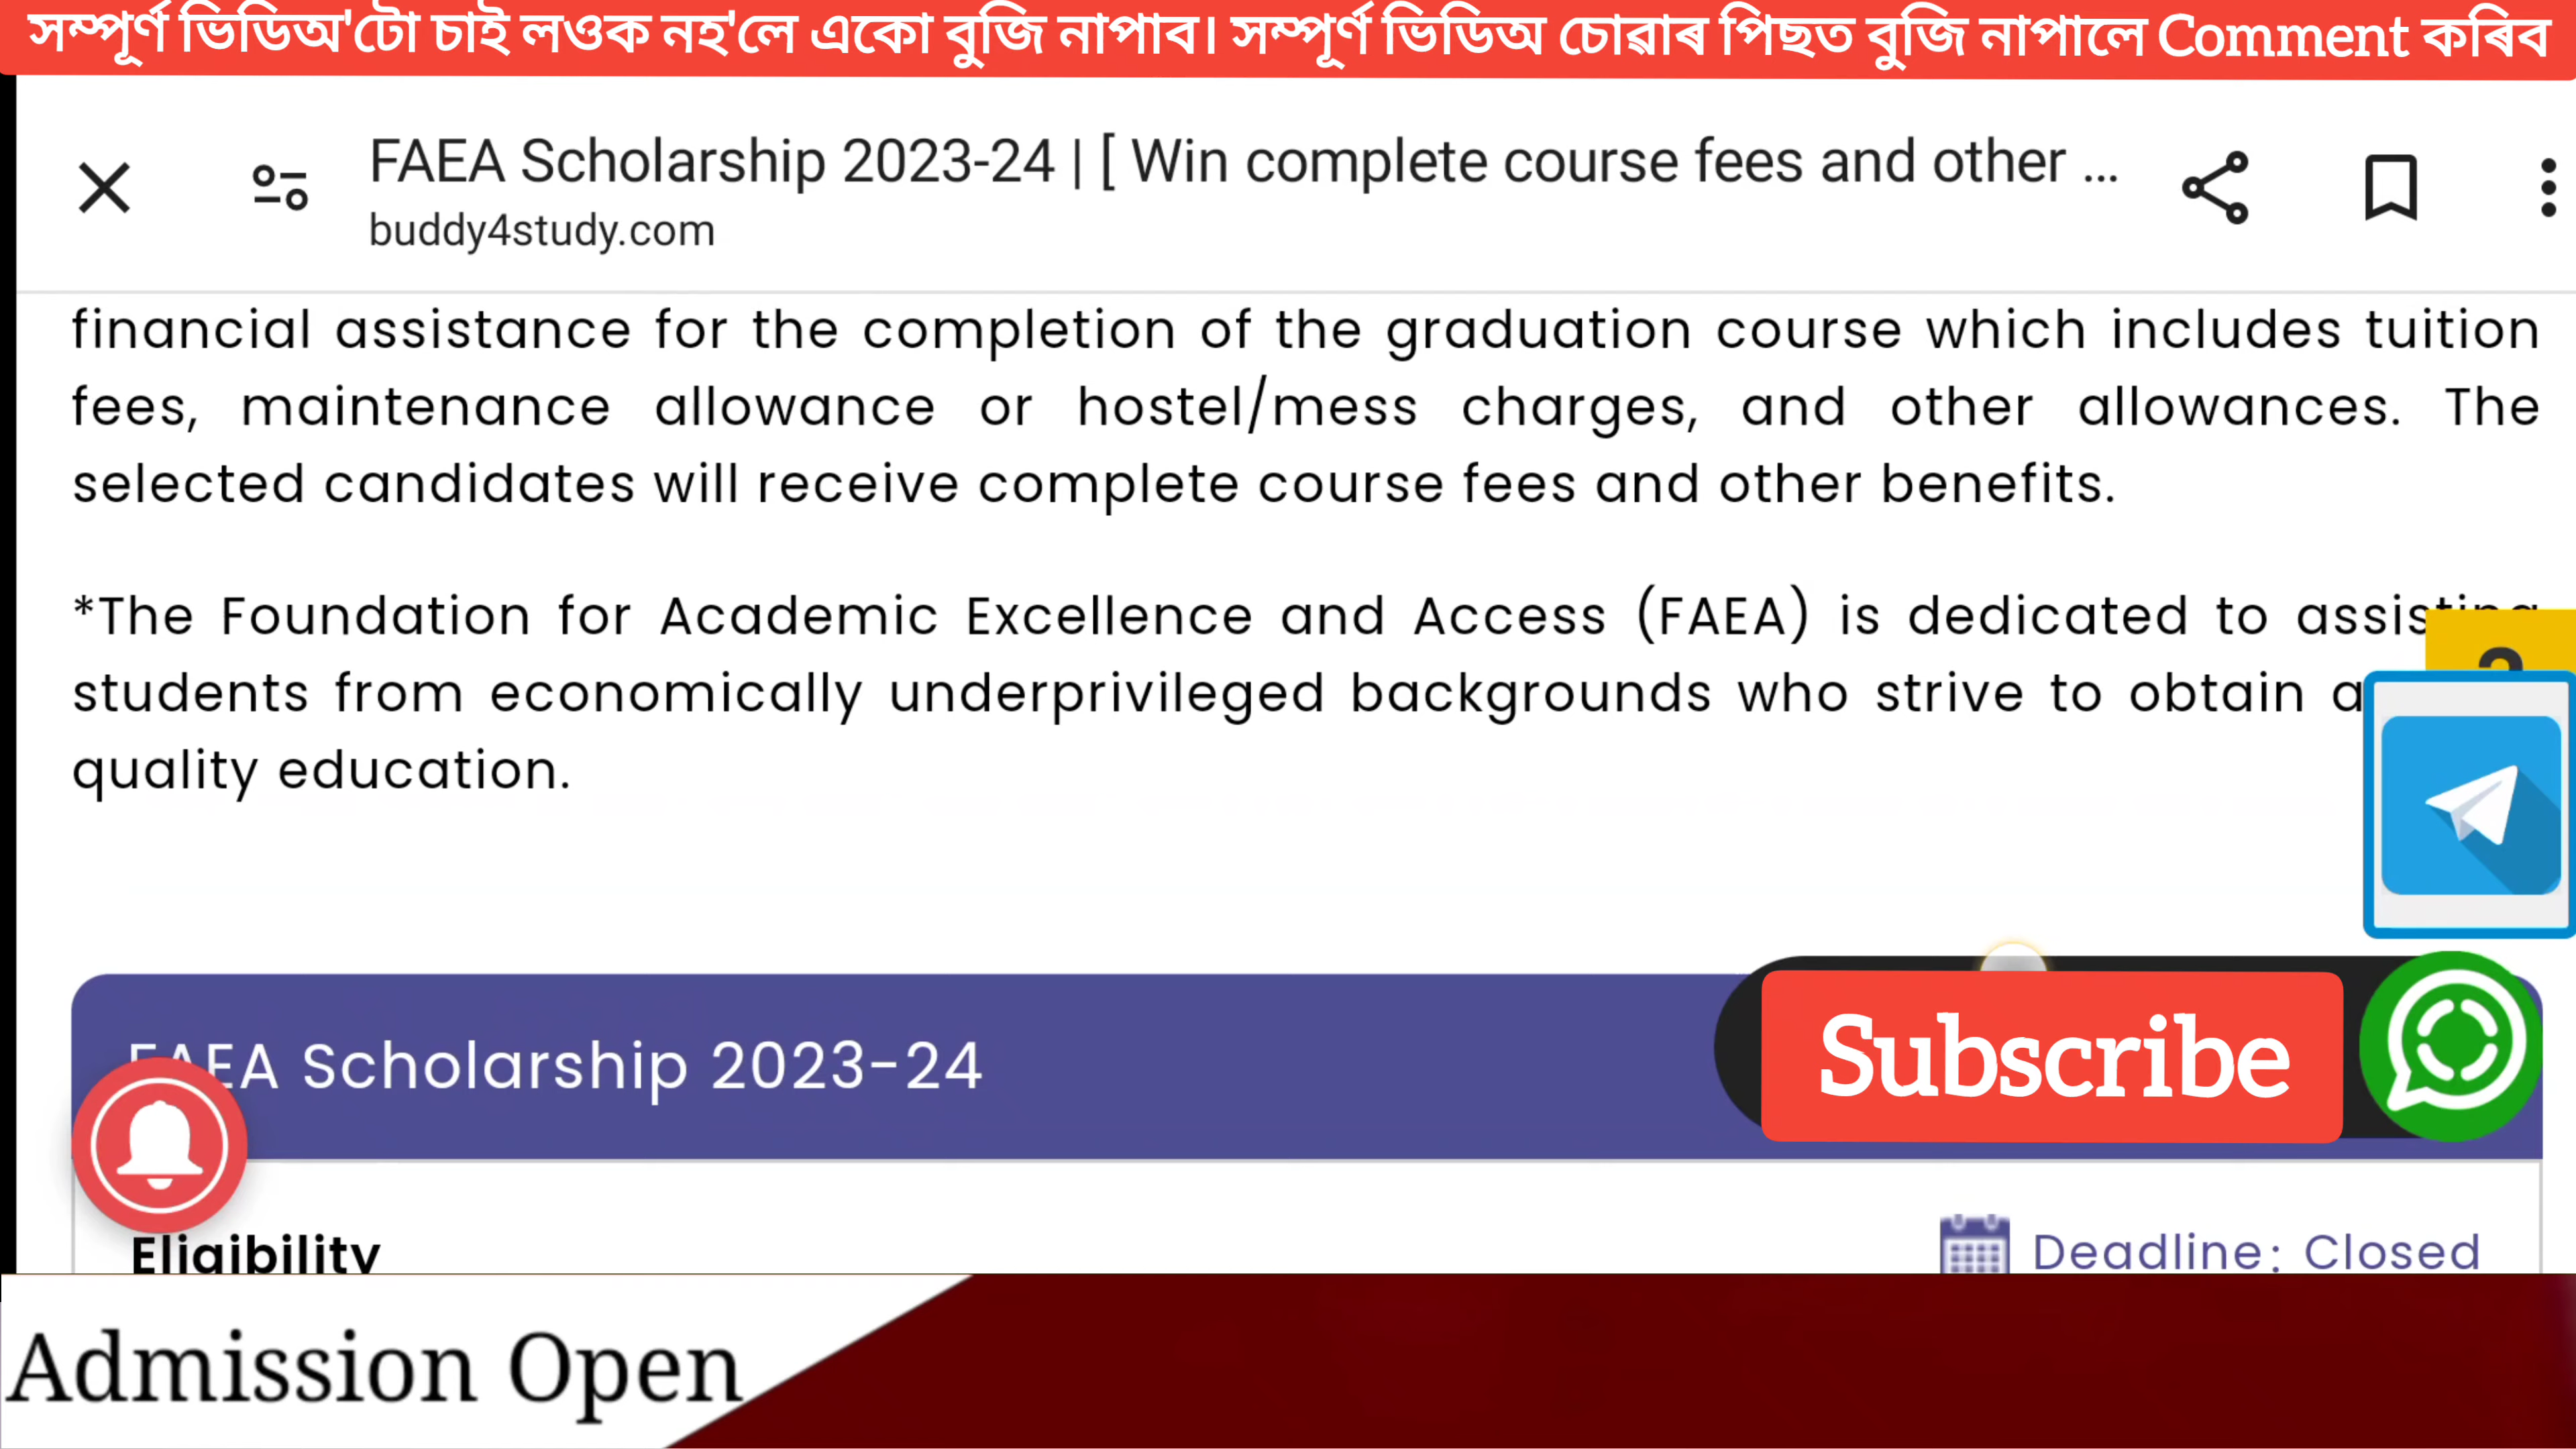 সম্পূৰ্ণ ভিডিঅ'টো চাই লওক নহ'লে একো বুজি নাপাব। সম্পূৰ্ণ ভিডিঅ চোৱাৰ পিছত বুজি নাপালে Comment কৰিব
FAEA Scholarship 2023-24 | [ Win complete course fees and other ...
buddy4study.com
financial assistance for the completion of the graduation course which includes tuition
fees, maintenance allowance or hostel/mess charges, and other allowances. The
selected candidates will receive complete course fees and other benefits.
*The Foundation for Academic Excellence and Access (FAEA) is dedicated to assisting
students from economically underprivileged backgrounds who strive to obtain a
quality education.
FAEA Scholarship 2023-24
Subscribe
Eligibility
Deadline: Closed
Admission Open